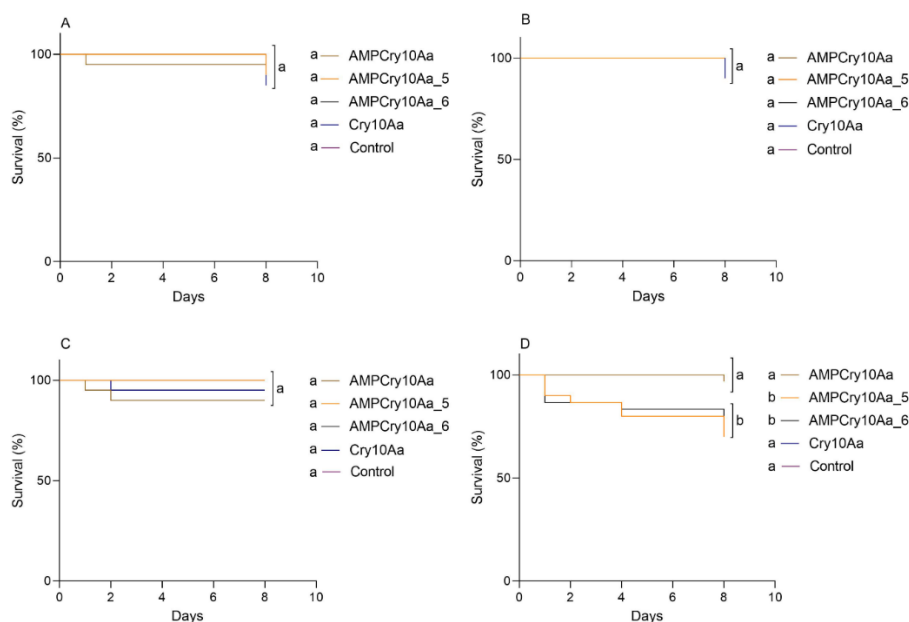 A
100
50
0
Survival (%)
0 2 4 6 8 10
Days
a
a AMPCry10Aa
a AMPCry10Aa_5
a AMPCry10Aa_6
a Cry10Aa
a Control
B
100
50
0
Survival (%)
0 2 4 6 8 10
Days
a
a AMPCry10Aa
a AMPCry10Aa_5
a AMPCry10Aa_6
a Cry10Aa
a Control
C
100
50
0
Survival (%)
0 2 4 6 8 10
Days
a
a AMPCry10Aa
a AMPCry10Aa_5
a AMPCry10Aa_6
a Cry10Aa
a Control
D
100
50
0
Survival (%)
0 2 4 6 8 10
Days
a
b
a AMPCry10Aa
b AMPCry10Aa_5
b AMPCry10Aa_6
a Cry10Aa
a Control